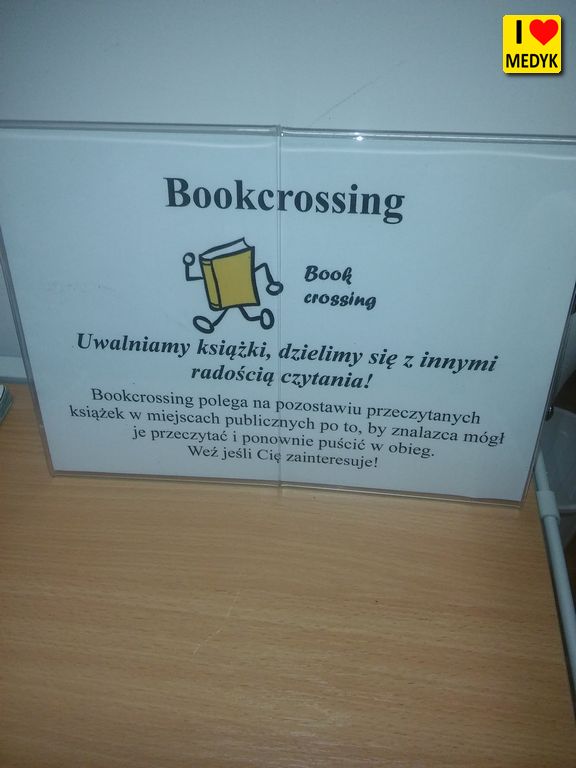 I ❤ MEDYK
Bookcrossing
Book
crossing
Uwalniamy książki, dzielimy się z innymi
radością czytania!
Bookcrossing polega na pozostawiu przeczytanych
książek w miejscach publicznych po to, by znalazca mógł
je przeczytać i ponownie puścić w obieg.
Weź jeśli Cię zainteresuje!